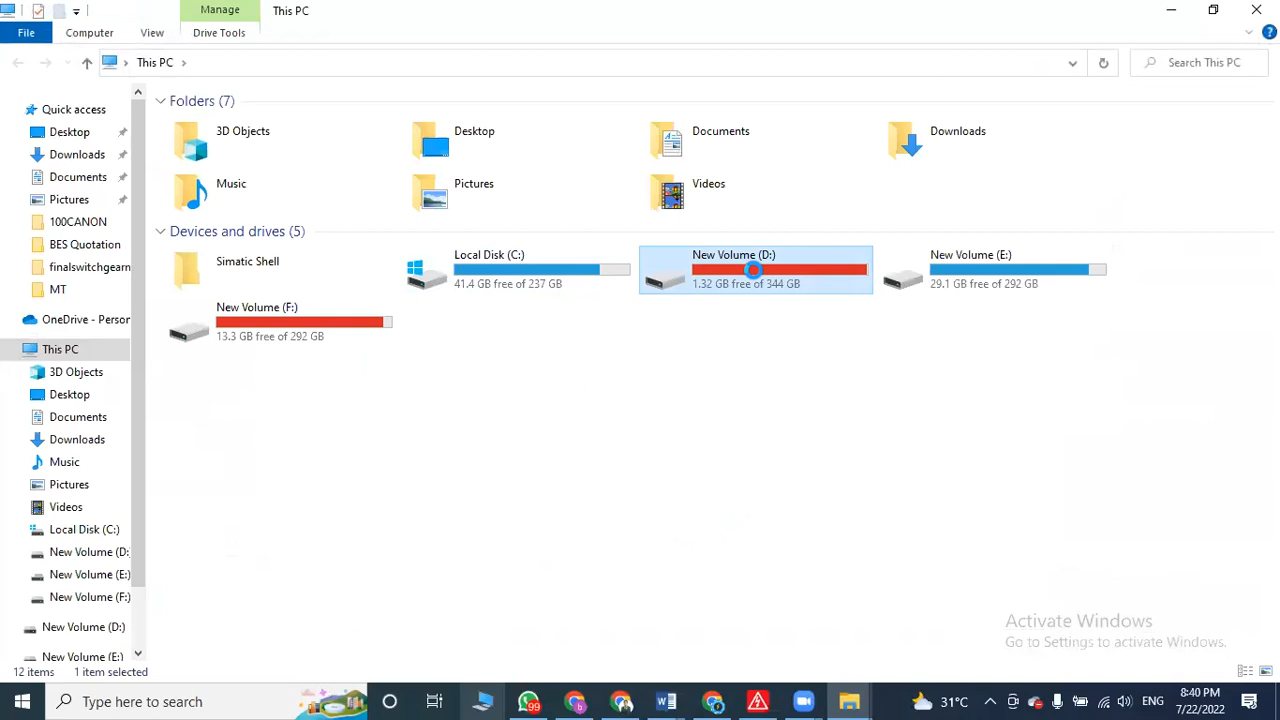 Manage
This PC
File
Computer
View
Drive Tools
This PC
Search This PC
Quick access
Desktop
Downloads
Documents
Pictures
100CANON
BES Quotation
finalswitchgearn
MT
OneDrive - Person
This PC
3D Objects
Desktop
Documents
Downloads
Music
Pictures
Videos
Local Disk (C:)
New Volume (D:
New Volume (E:)
New Volume (F:)
New Volume (D:)
New Volume (E:)
Folders (7)
3D Objects
Desktop
Documents
Downloads
Music
Pictures
Videos
Devices and drives (5)
Simatic Shell
Local Disk (C:)
41.4 GB free of 237 GB
New Volume (D:)
1.32 GB free of 344 GB
New Volume (E:)
29.1 GB free of 292 GB
New Volume (F:)
13.3 GB free of 292 GB
Activate Windows
Go to Settings to activate Windows.
12 items
1 item selected
Type here to search
99
b
31°C
ENG
8:40 PM
7/22/2022